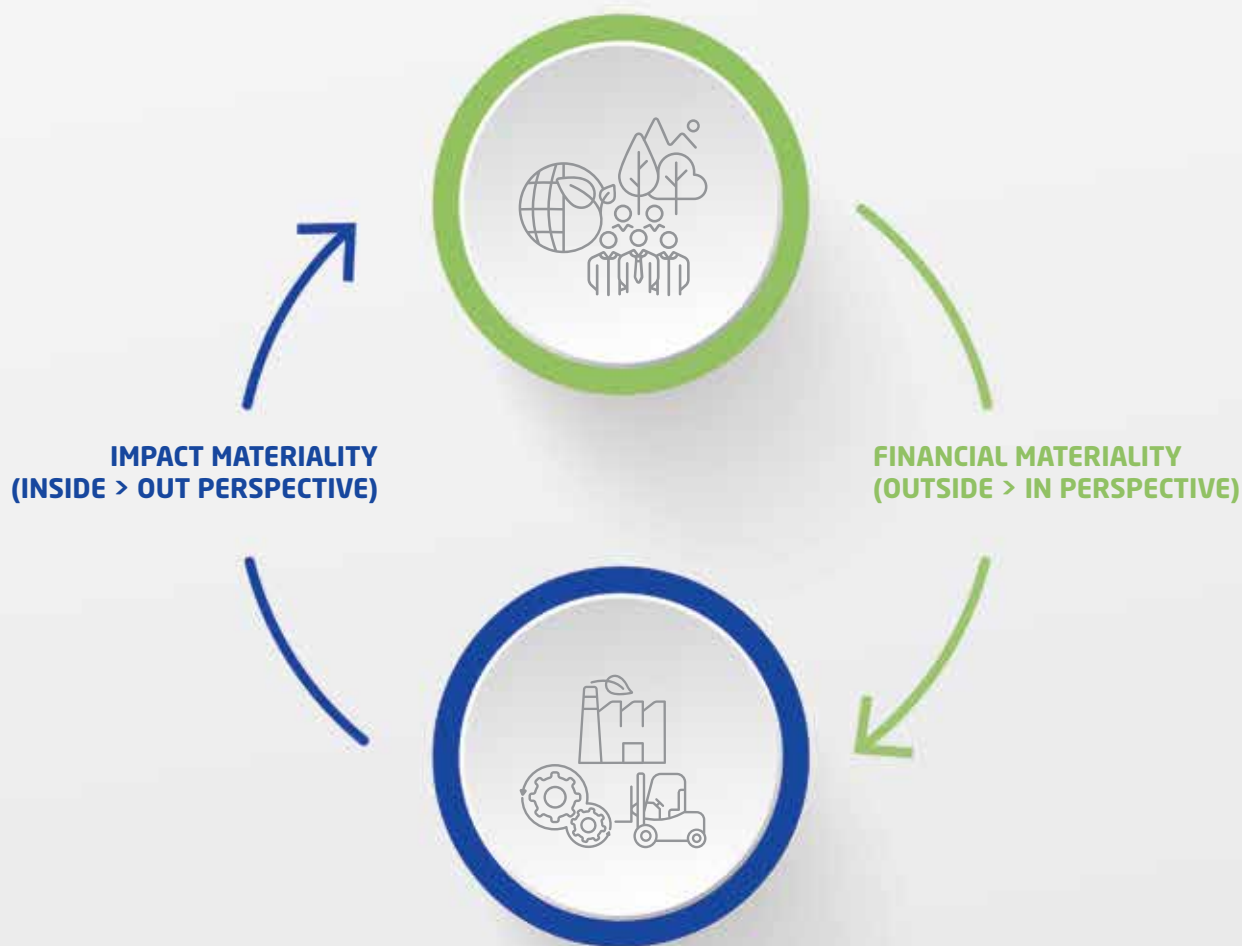 IMPACT MATERIALITY
(INSIDE > OUT PERSPECTIVE)
FINANCIAL MATERIALITY
(OUTSIDE > IN PERSPECTIVE)